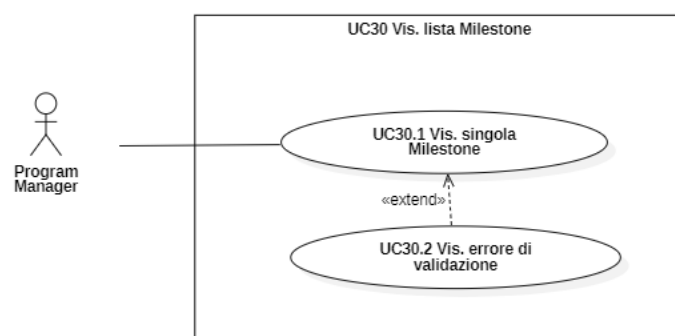 UC30 Vis. lista Milestone
Program
Manager
UC30.1 Vis. singola
Milestone
«extend»
UC30.2 Vis. errore di
validazione